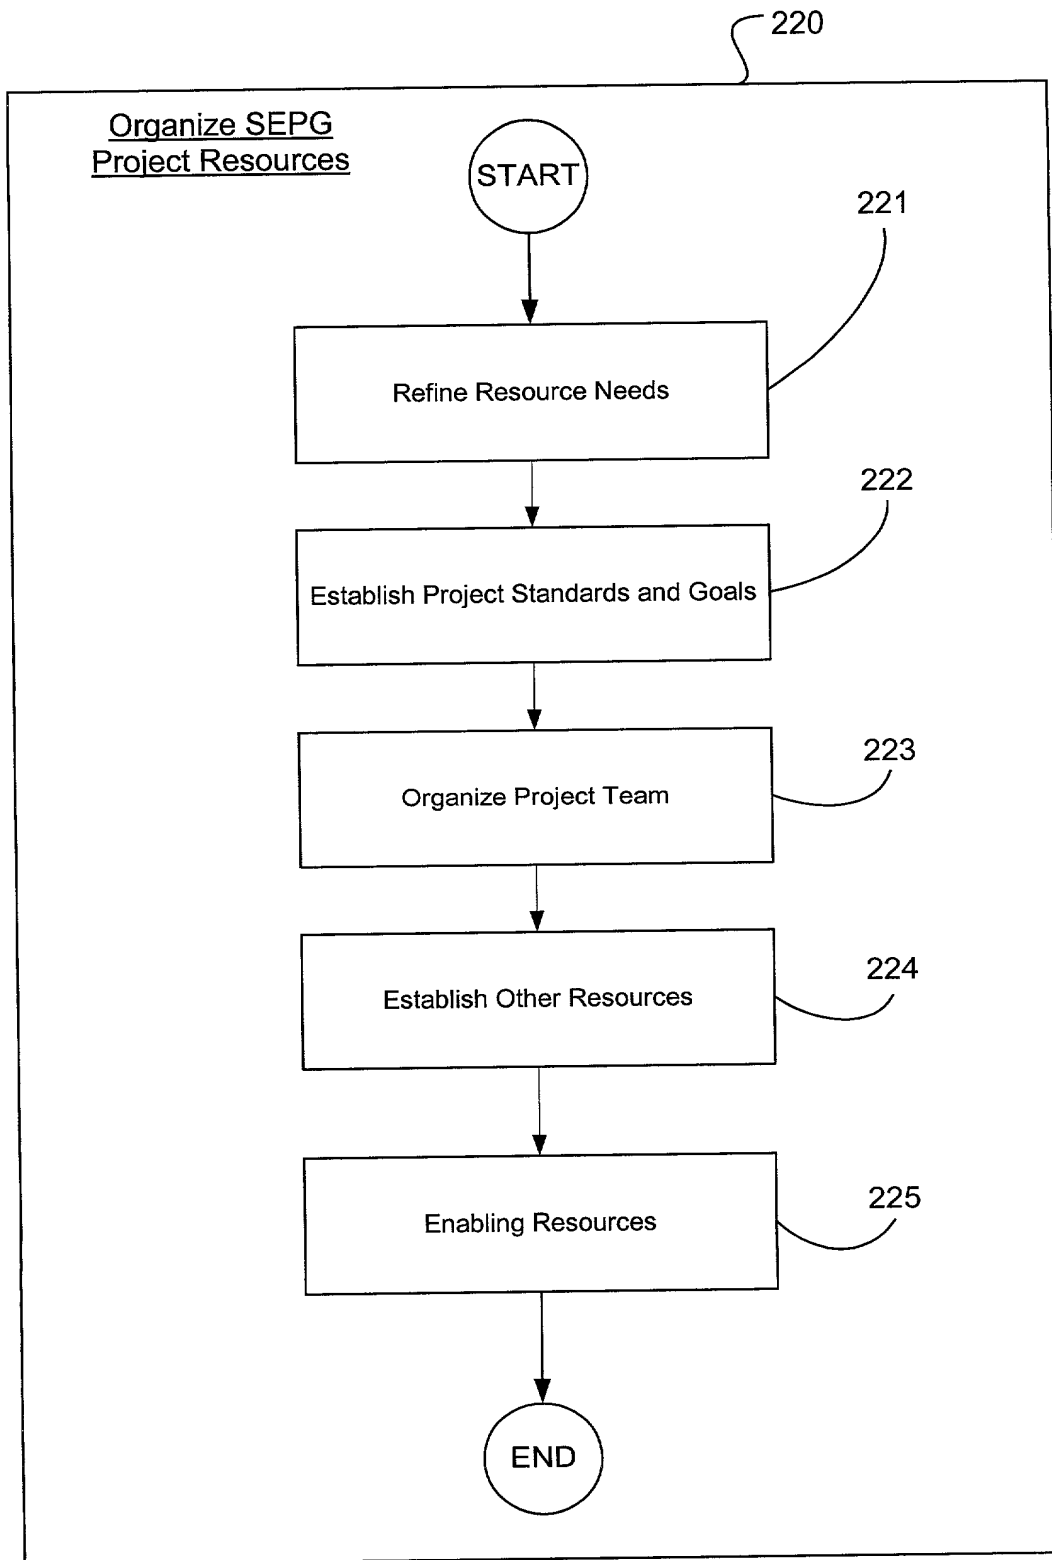 220
Organize SEPG
Project Resources
START
221
Refine Resource Needs
222
Establish Project Standards and Goals
223
Organize Project Team
224
Establish Other Resources
225
Enabling Resources
END